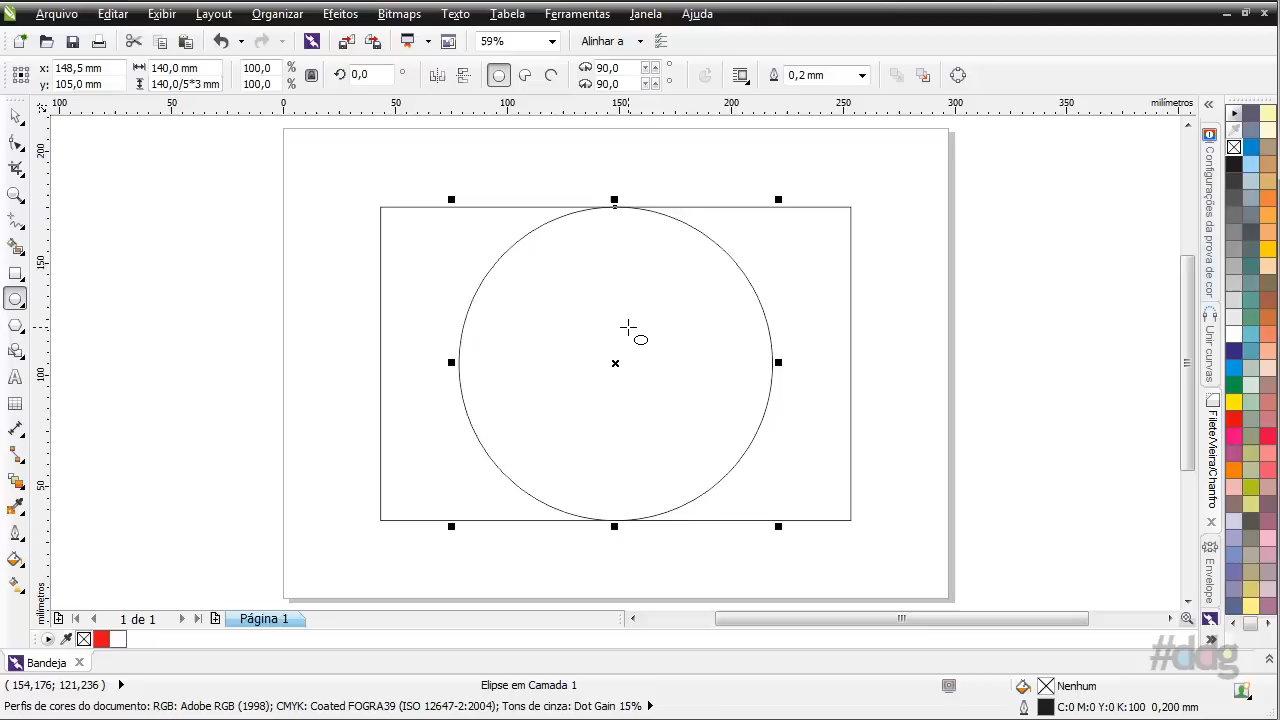 Arquivo Editar Exibir Layout Organizar Efeitos Bitmaps Texto Tabela Ferramentas Janela Ajuda
59% Alinhar a
x: 148,5 mm 140,0 mm 100,0 % 0,0 ° 90,0 ° 0,2 mm
y: 105,0 mm 140,0/5*3 mm 100,0 % 90,0 °
100 50 0 50 100 150 200 250 300 350 milímetros
200
150
100
50
milímetros
Configurações da prova de cor
Unir curvas
Filete/Vieira/Chanfro
Envelope
1 de 1 Página 1
Bandeja
#ddg
( 154,176; 121,236 ) Elipse em Camada 1 Nenhum
Perfis de cores do documento: RGB: Adobe RGB (1998); CMYK: Coated FOGRA39 (ISO 12647-2:2004); Tons de cinza: Dot Gain 15% C:0 M:0 Y:0 K:100 0,200 mm